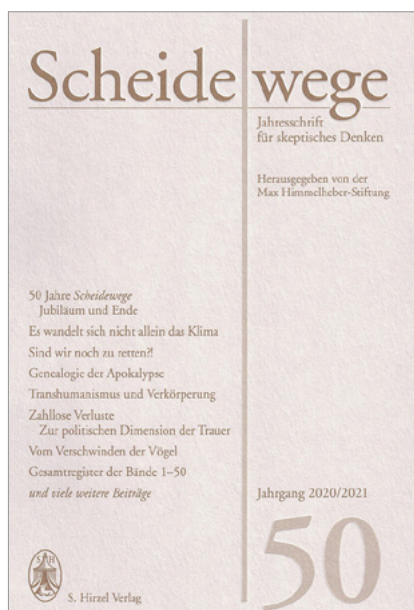 Scheidewege
Jahresschrift
für skeptisches Denken
Herausgegeben von der
Max Himmelheber-Stiftung
50 Jahre Scheidewege
Jubiläum und Ende
Es wandelt sich nicht allein das Klima
Sind wir noch zu retten?!
Genealogie der Apokalypse
Transhumanismus und Verkörperung
Zahllose Verluste
Zur politischen Dimension der Trauer
Vom Verschwinden der Vögel
Gesamtregister der Bände 1–50
und viele weitere Beiträge
Jahrgang 2020/2021
50
S H
S. Hirzel Verlag